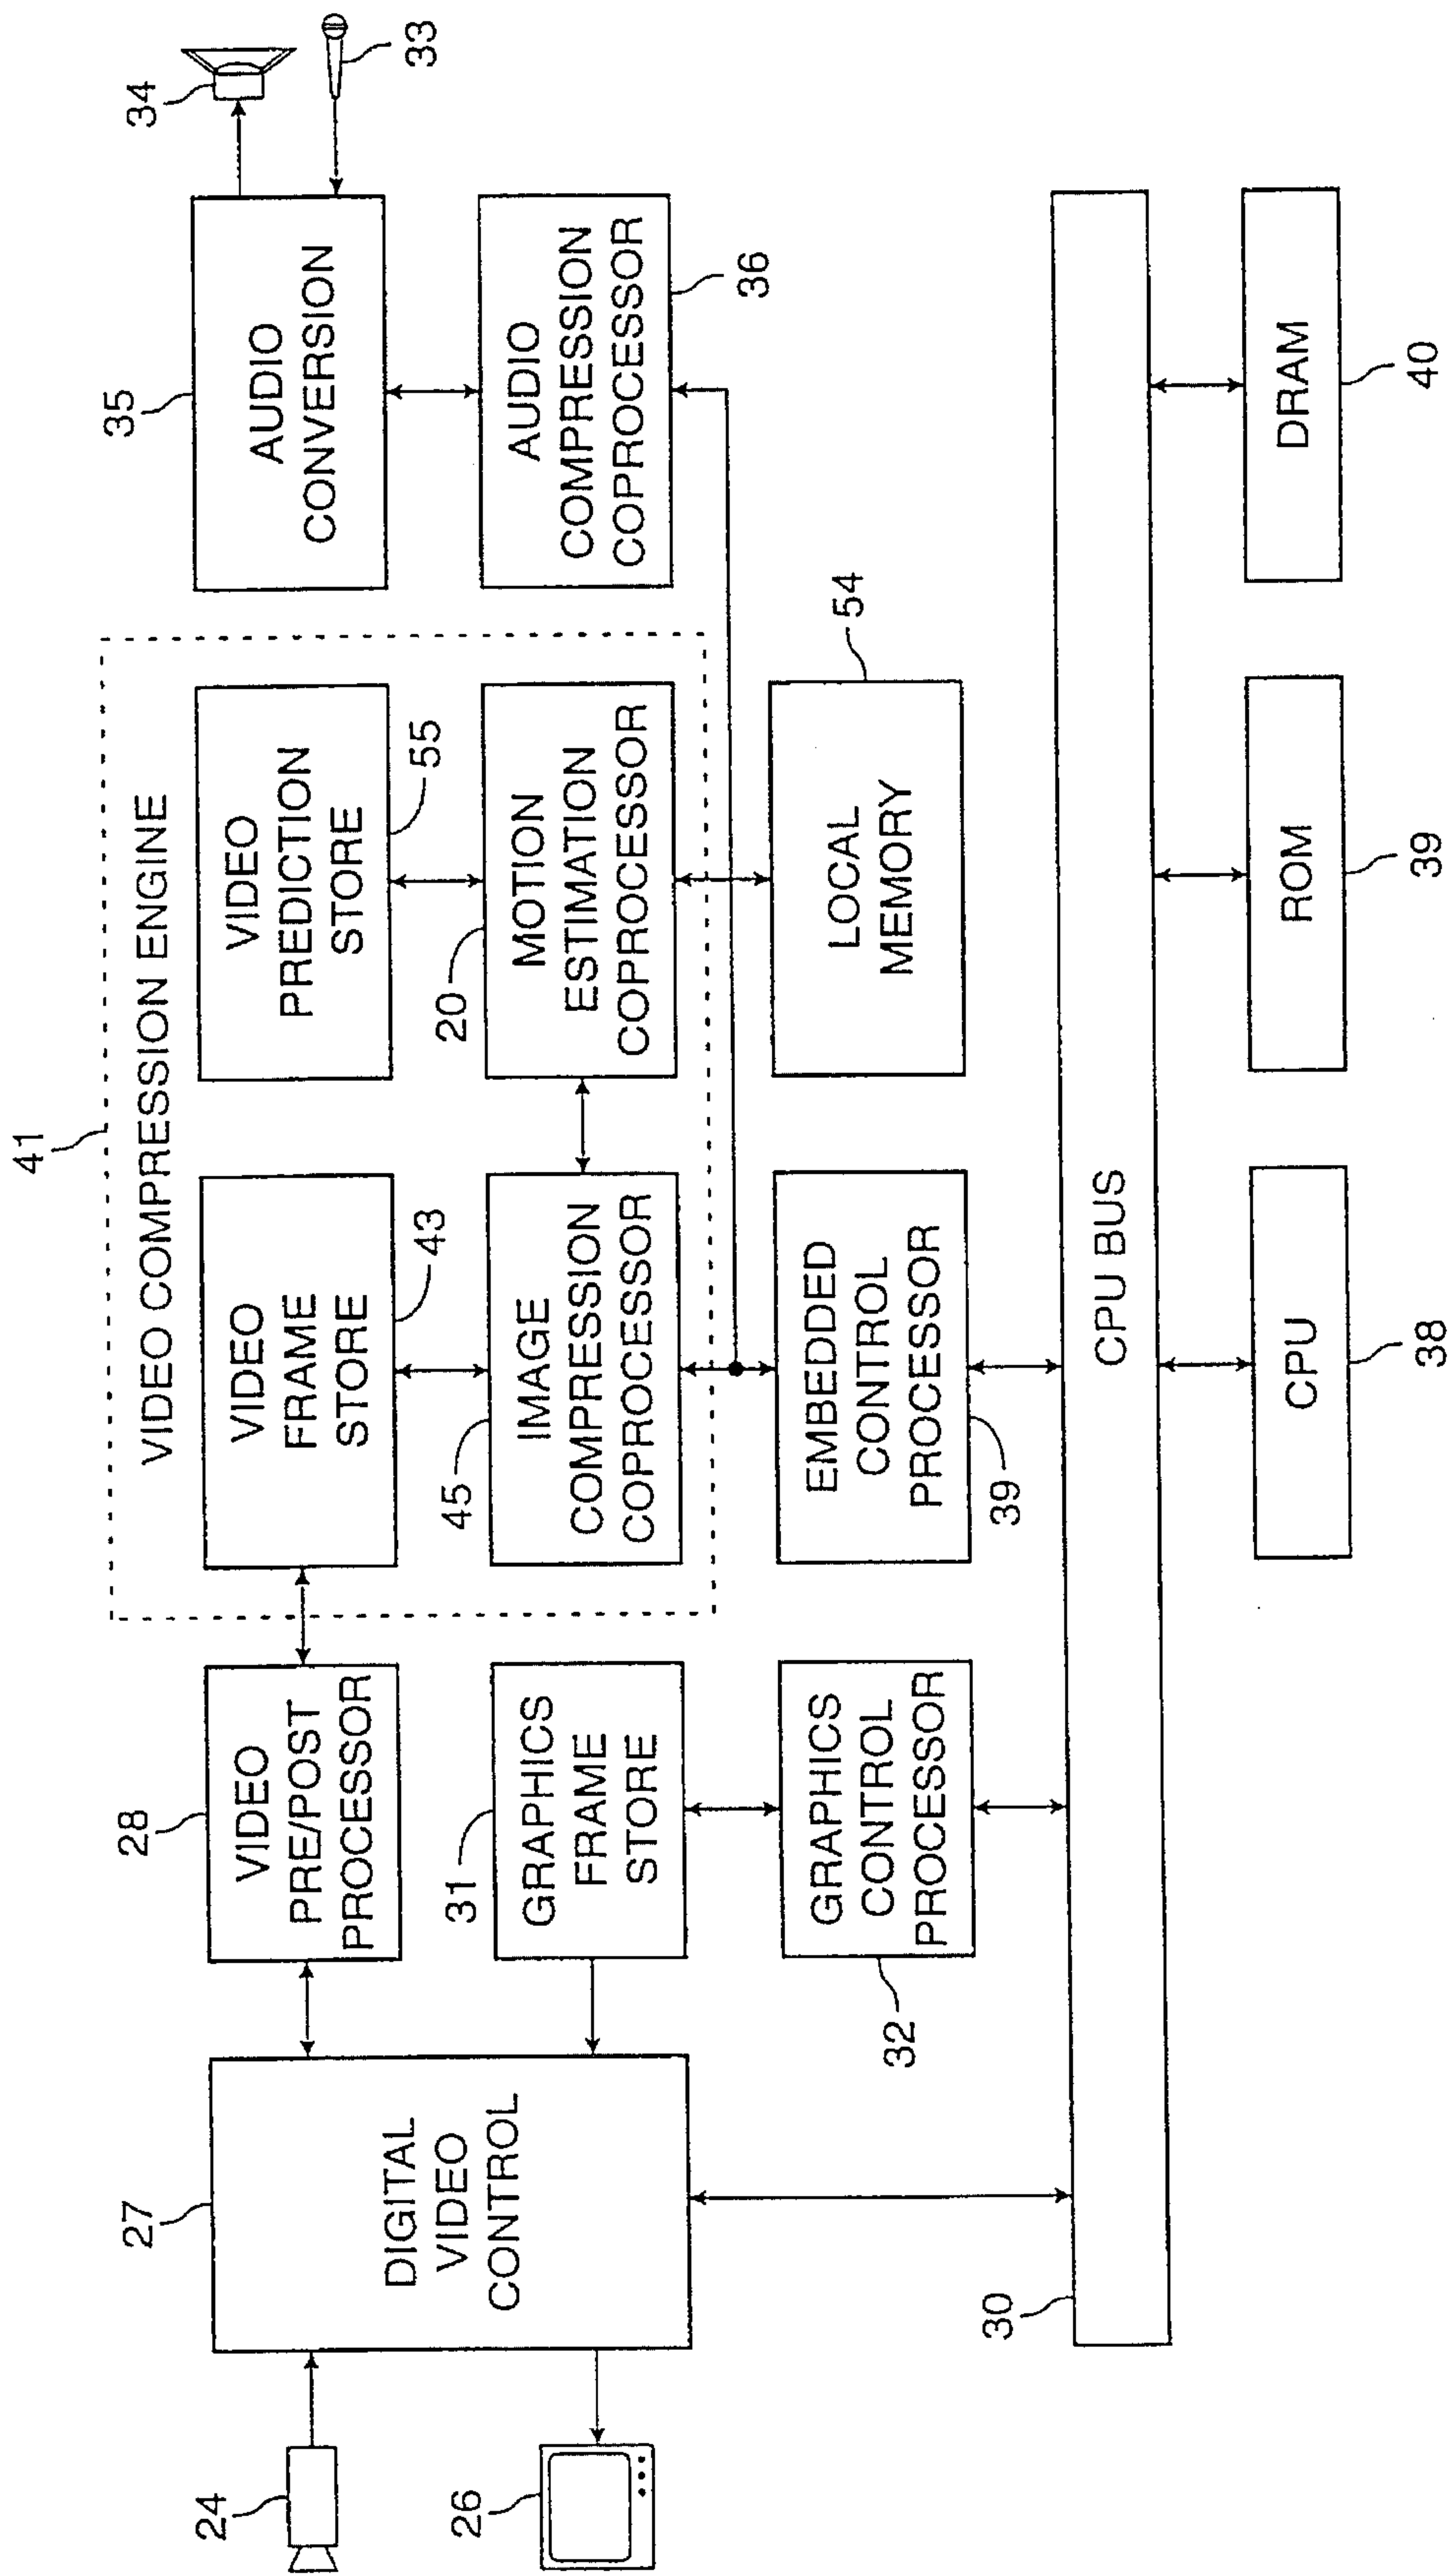 41
VIDEO COMPRESSION ENGINE
24
26
27
DIGITAL
VIDEO
CONTROL
28
VIDEO
PRE/POST
PROCESSOR
31
GRAPHICS
FRAME
STORE
32
GRAPHICS
CONTROL
PROCESSOR
VIDEO
FRAME
STORE
43
45
IMAGE
COMPRESSION
COPROCESSOR
39
EMBEDDED
CONTROL
PROCESSOR
VIDEO
PREDICTION
STORE
55
20
MOTION
ESTIMATION
COPROCESSOR
LOCAL
MEMORY
54
35
AUDIO
CONVERSION
34
33
AUDIO
COMPRESSION
COPROCESSOR
36
30
CPU BUS
CPU
38
ROM
39
DRAM
40